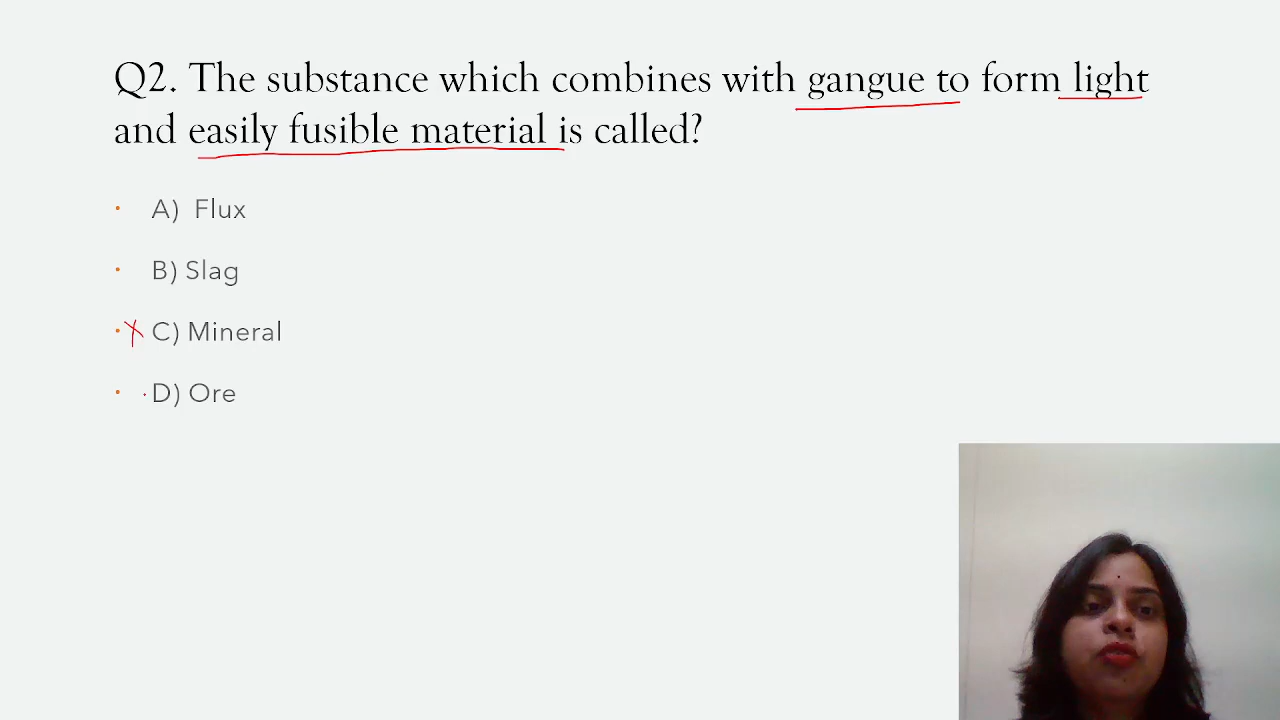 Q2. The substance which combines with gangue to form light
and easily fusible material is called?
• A) Flux
• B) Slag
• C) Mineral
• D) Ore